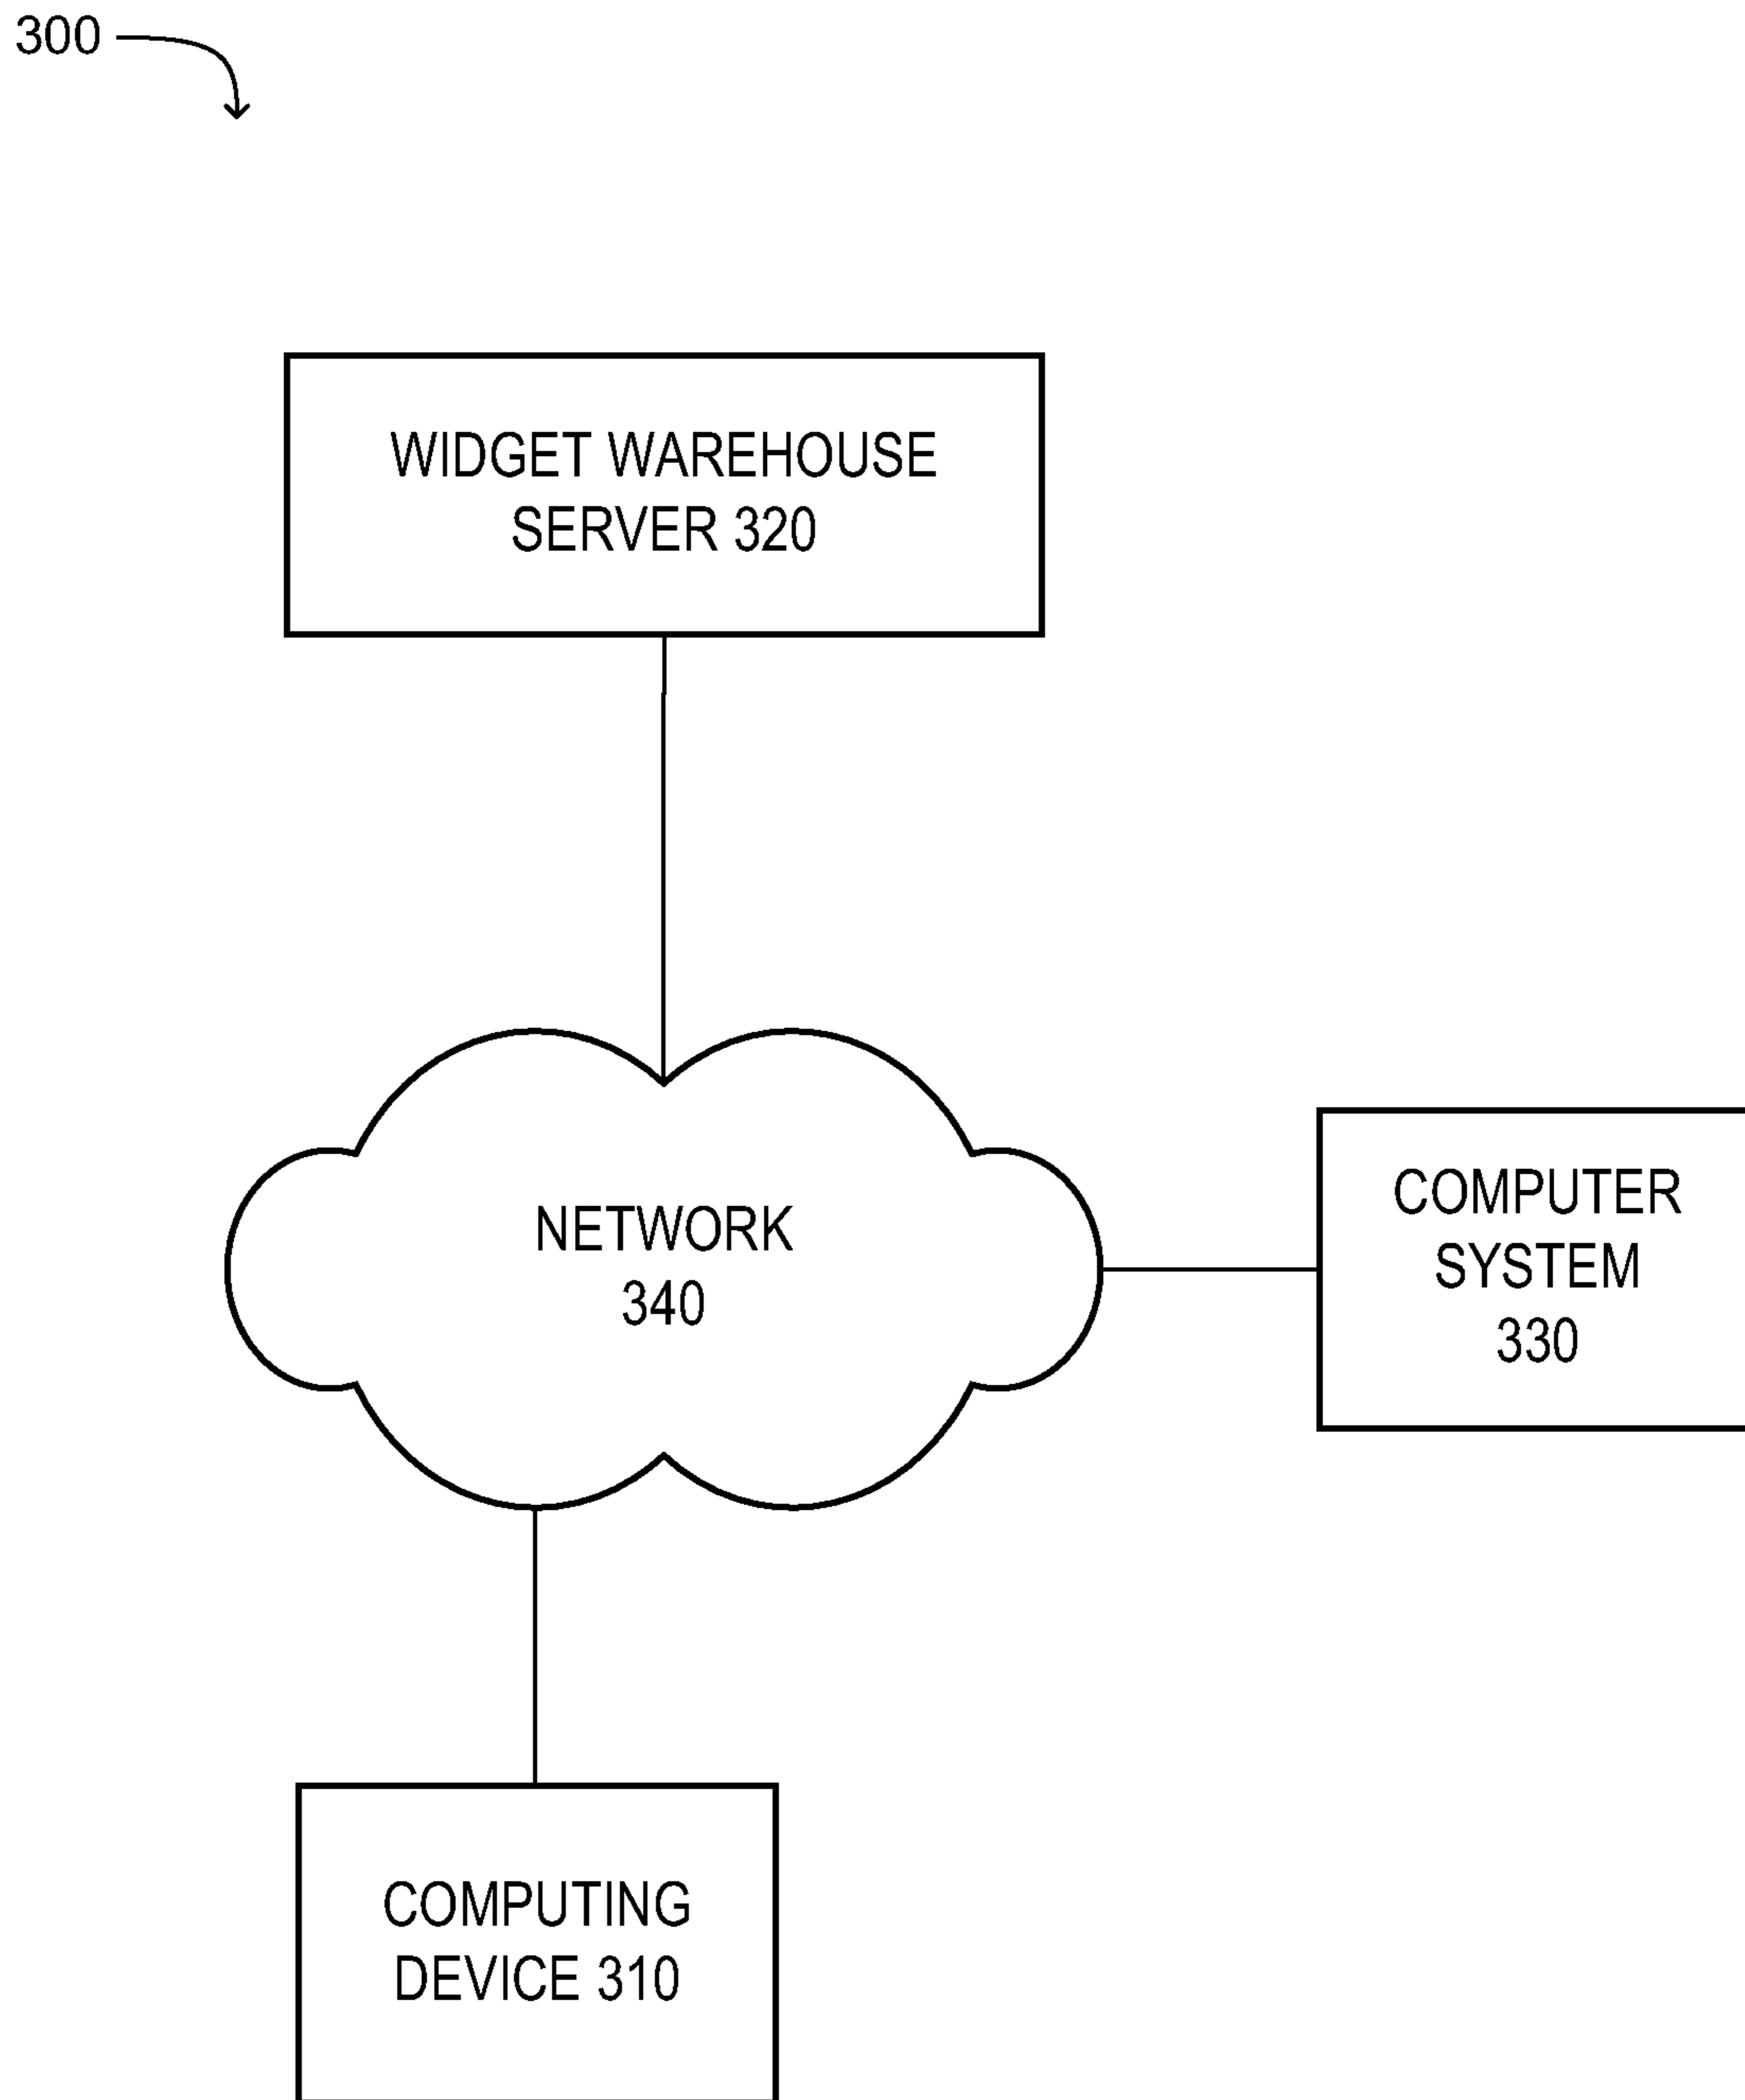 300
WIDGET WAREHOUSE
SERVER 320
NETWORK
340
COMPUTER
SYSTEM
330
COMPUTING
DEVICE 310